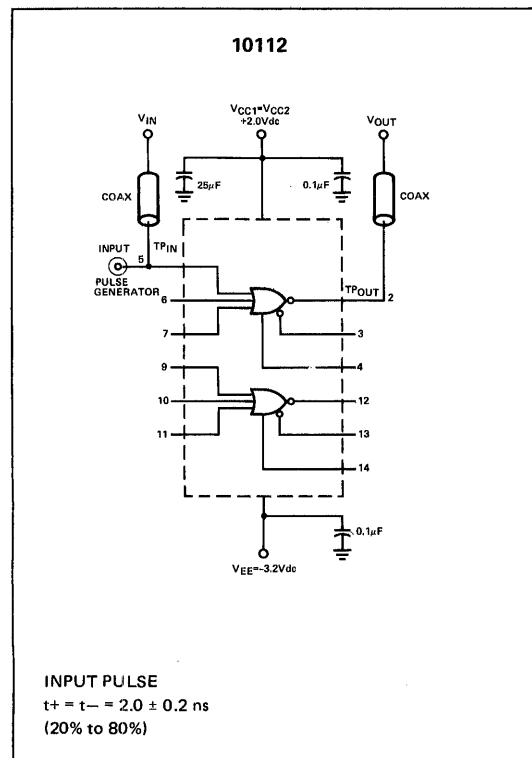 10112
VCC1=VCC2
+2.0Vdc
VIN
VOUT
25μF
0.1μF
COAX
COAX
TPIN
INPUT
5
PULSE
GENERATOR
TPOUT
2
6
3
7
4
9
10
12
11
13
14
0.1μF
VEE=-3.2Vdc
INPUT PULSE
t+ = t− = 2.0 ± 0.2 ns
(20% to 80%)